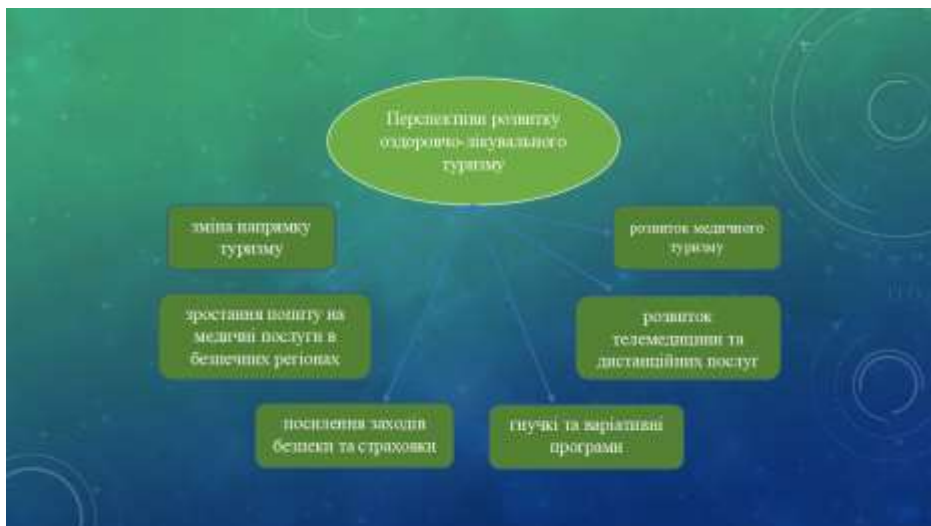 Перспективи розвитку
оздоровчо-лікувального
туризму
зміна напрямку
туризму
розвиток медичного
туризму
зростання попиту на
медичні послуги в
безпечних регіонах
розвиток
телемедицини та
дистанційних послуг
посилення заходів
безпеки та страховки
гнучкі та варіативні
програми